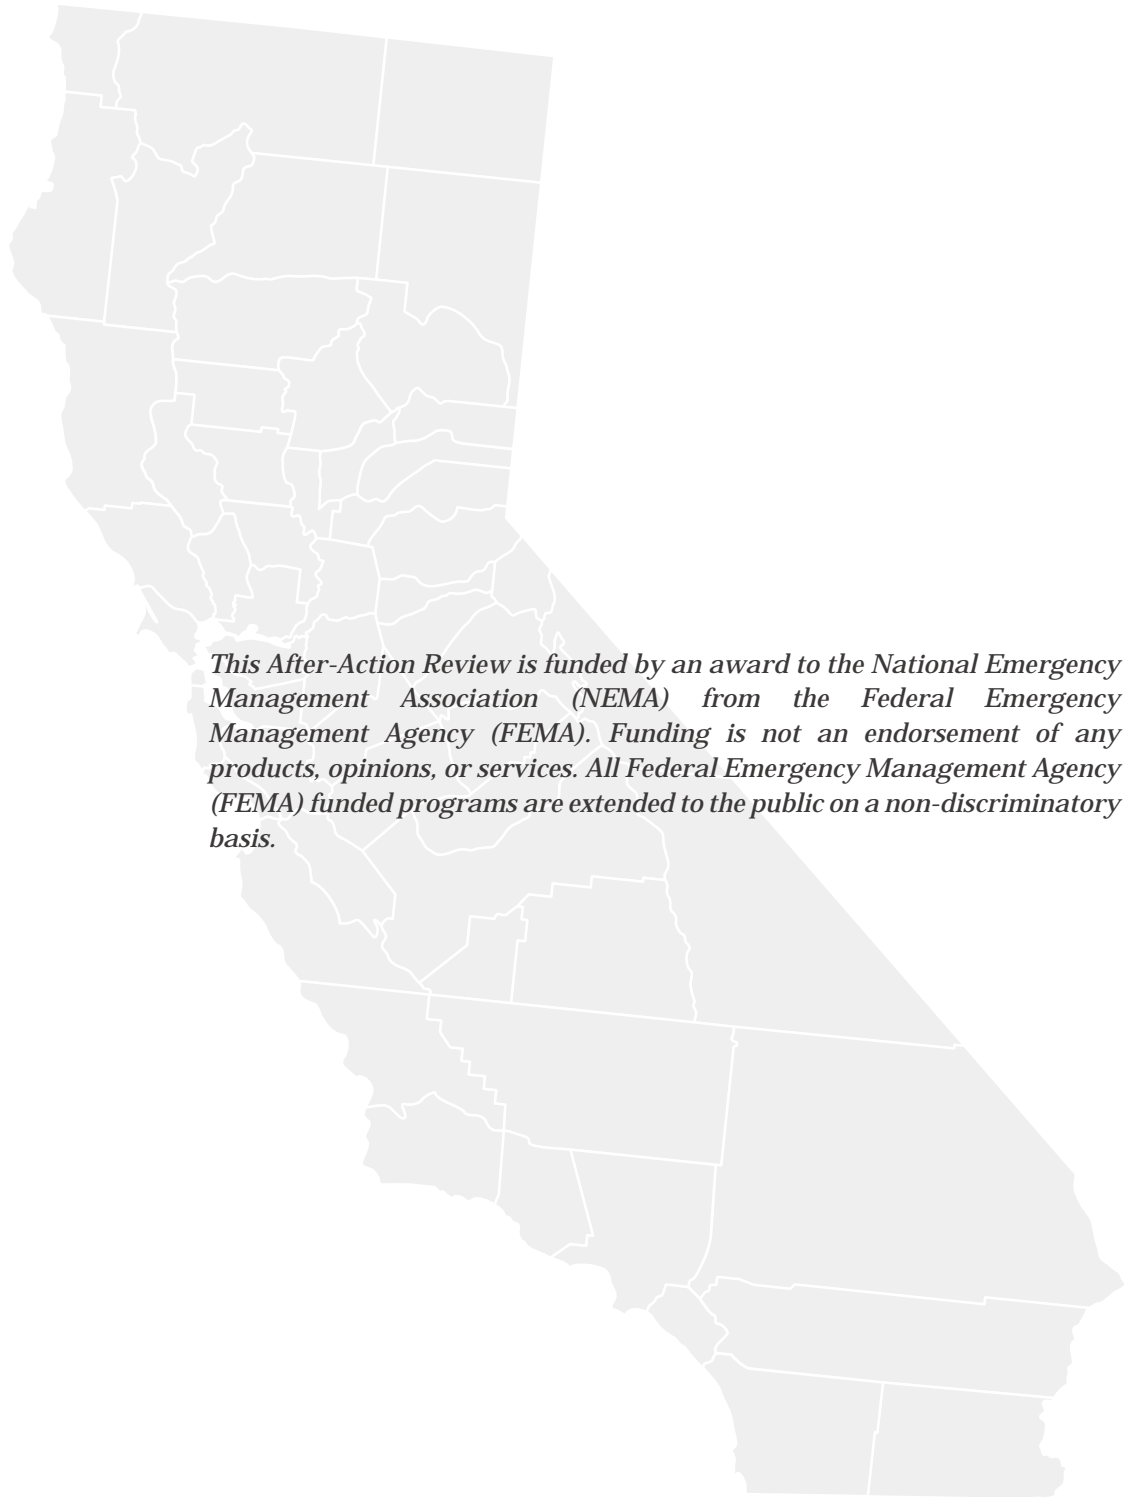 This After-Action Review is funded by an award to the National Emergency
Management Association (NEMA) from the Federal Emergency
Management Agency (FEMA). Funding is not an endorsement of any
products, opinions, or services. All Federal Emergency Management Agency
(FEMA) funded programs are extended to the public on a non-discriminatory
basis.